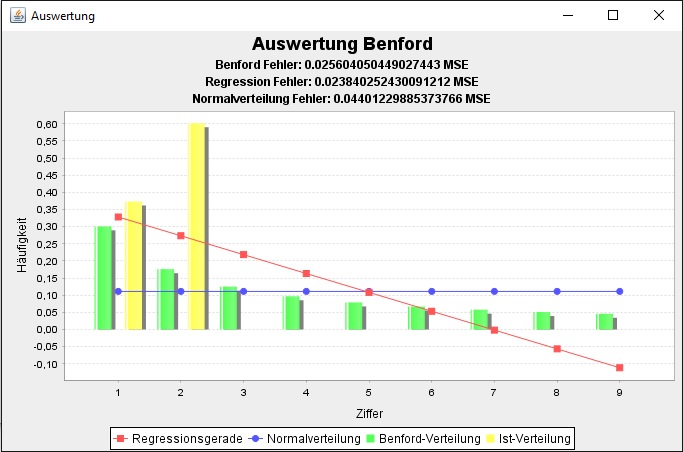 Auswertung
Auswertung Benford
Benford Fehler: 0.025604050449027443 MSE
Regression Fehler: 0.023840252430091212 MSE
Normalverteilung Fehler: 0.04401229885373766 MSE
Häufigkeit
0,60
0,55
0,50
0,45
0,40
0,35
0,30
0,25
0,20
0,15
0,10
0,05
0,00
-0,05
-0,10
1 2 3 4 5 6 7 8 9
Ziffer
Regressionsgerade Normalverteilung Benford-Verteilung Ist-Verteilung